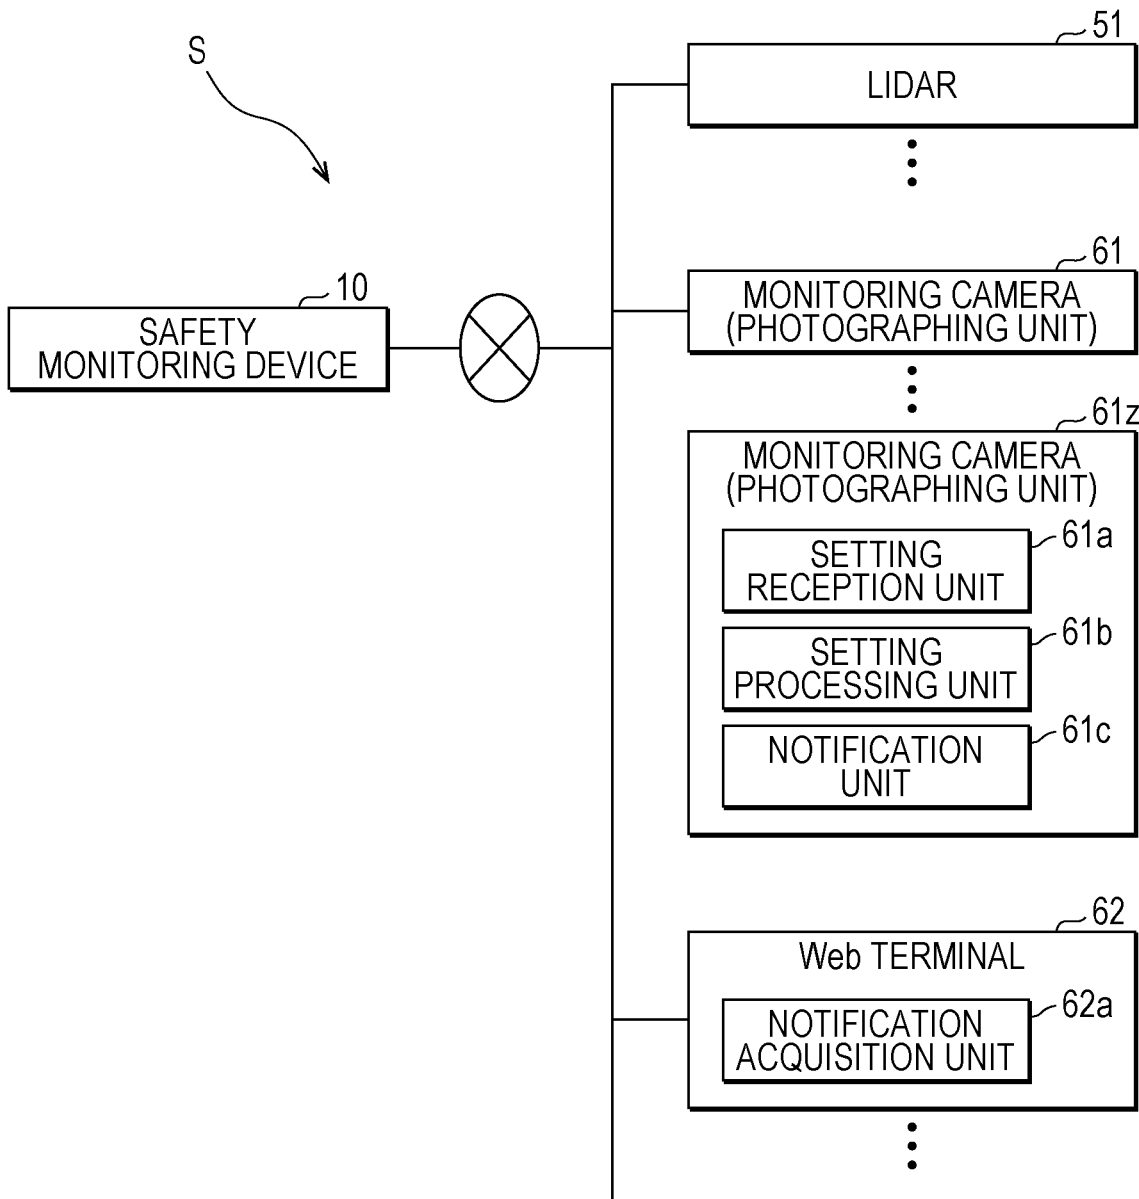 S
51
LIDAR
61
MONITORING CAMERA
(PHOTOGRAPHING UNIT)
10
SAFETY
MONITORING DEVICE
61z
MONITORING CAMERA
(PHOTOGRAPHING UNIT)
61a
SETTING
RECEPTION UNIT
61b
SETTING
PROCESSING UNIT
61c
NOTIFICATION
UNIT
62
Web TERMINAL
62a
NOTIFICATION
ACQUISITION UNIT